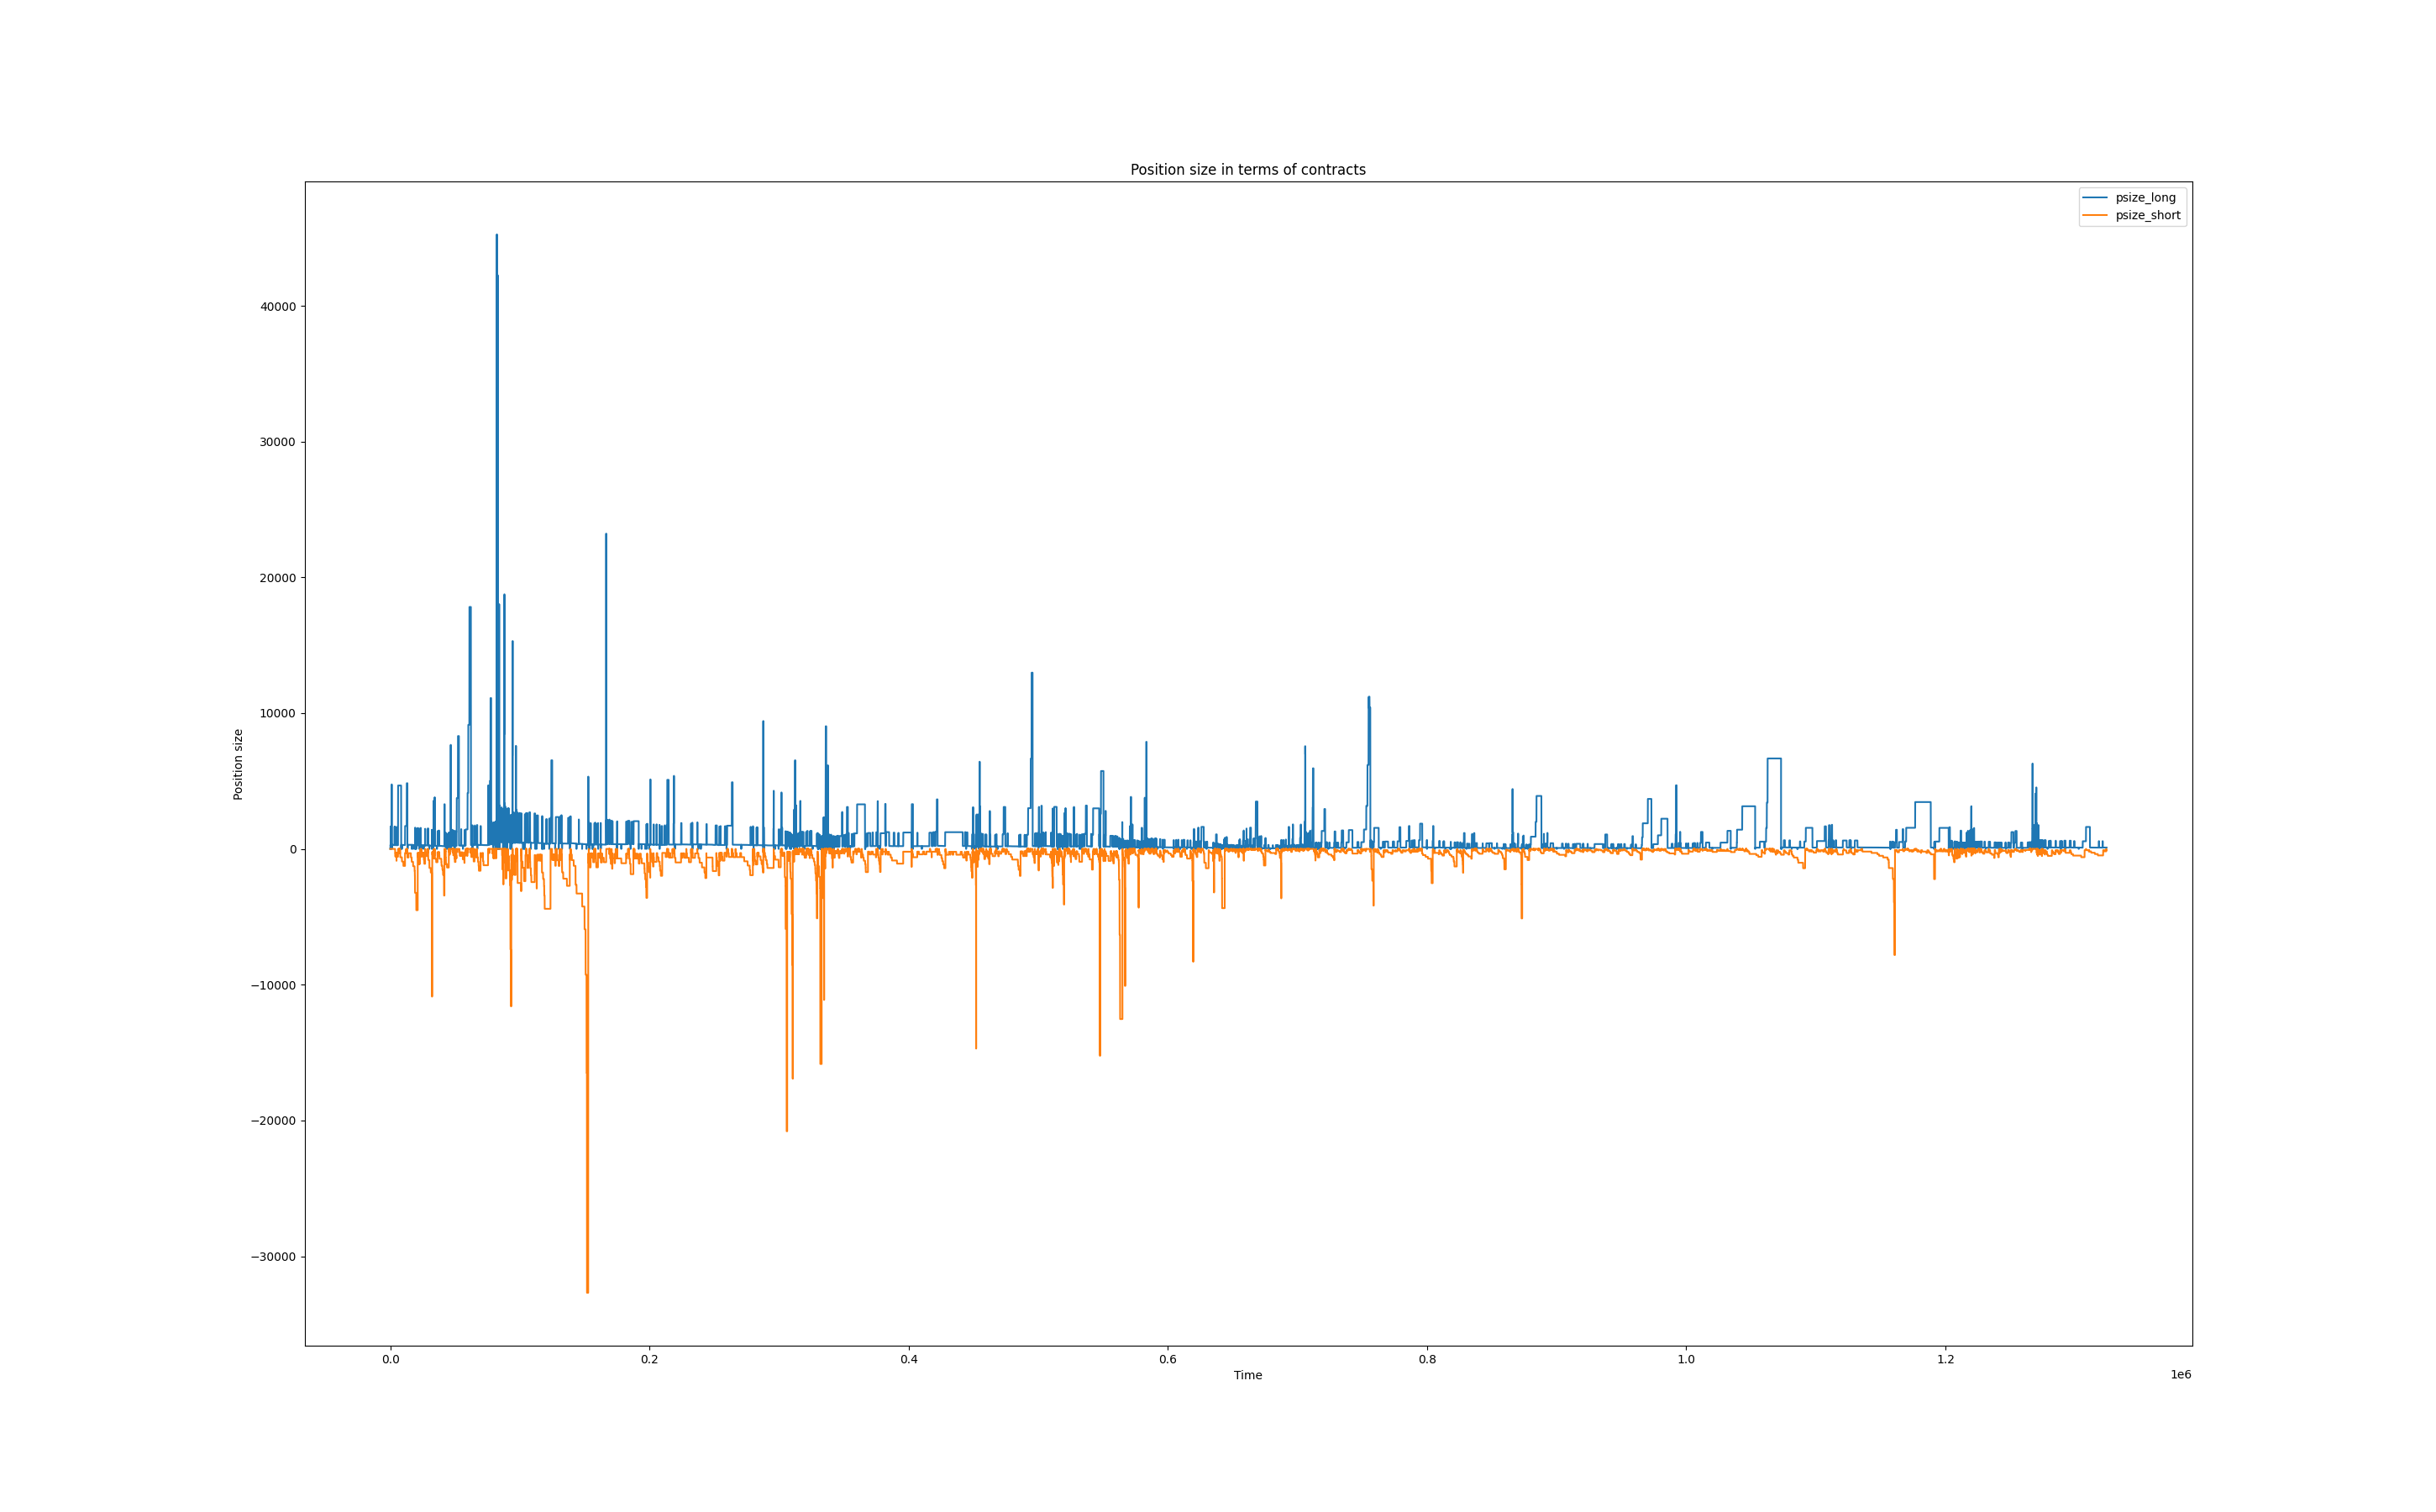 Position size in terms of contracts
psize_long
psize_short
Position size
40000
30000
20000
10000
0
−10000
−20000
−30000
0.0 0.2 0.4 0.6 0.8 1.0 1.2
Time
1e6